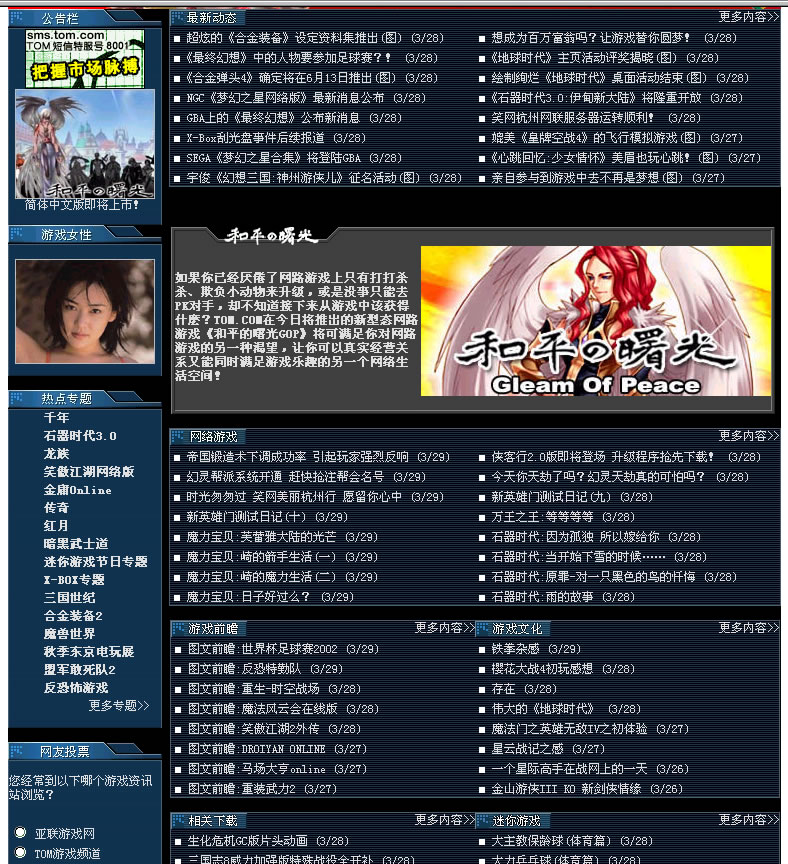 公告栏
sms.tom.com
TOM 短信特服号 8001
把握市场脉搏
和平の曙光
简体中文版即将上市!
游戏女性
热点专题
千年
石器时代3.0
龙族
笑傲江湖网络版
金庸Online
传奇
红月
暗黑武士道
迷你游戏节日专题
X-BOX专题
三国世纪
合金装备2
魔兽世界
秋季东京电玩展
盟军敢死队2
反恐怖游戏
更多专题>>
网友投票
您经常到以下哪个游戏资讯
站浏览?
亚联游戏网
TOM游戏频道
最新动态
更多内容>>
超炫的《合金装备》设定资料集推出(图) (3/28)
《最终幻想》中的人物要参加足球赛?! (3/28)
《合金弹头4》确定将在6月13日推出(图) (3/28)
NGC《梦幻之星网络版》最新消息公布 (3/28)
GBA上的《最终幻想》公布新消息 (3/28)
X-Box刮光盘事件后续报道 (3/28)
SEGA《梦幻之星合集》将登陆GBA (3/28)
宇俊《幻想三国:神州游侠儿》征名活动(图) (3/28)
想成为百万富翁吗?让游戏替你圆梦! (3/28)
《地球时代》主页活动评奖揭晓(图) (3/28)
绘制绚烂《地球时代》桌面活动结束(图) (3/28)
《石器时代3.0:伊甸新大陆》将隆重开放 (3/28)
笑网杭州网联服务器运转顺利! (3/28)
媲美《皇牌空战4》的飞行模拟游戏(图) (3/27)
《心跳回忆:少女情怀》美眉也玩心跳!(图) (3/27)
亲自参与到游戏中去不再是梦想(图) (3/27)
和平の曙光
如果你已经厌倦了网路游戏上只有打打杀
杀、欺负小动物来升级，或是没事只能去
PK对手，却不知道接下来从游戏中该获得
什麽？TOM.COM在今日将推出的新型态网路
游戏《和平的曙光GOP》将可满足你对网路
游戏的另一种渴望，让你可以真实经营关
系又能同时满足游戏乐趣的另一个网络生
活空间!
和平の曙光
Gleam Of Peace
网络游戏
更多内容>>
帝国锻造术下调成功率 引起玩家强烈反响 (3/29)
幻灵帮派系统开通 赶快抢注帮会名号 (3/29)
时光匆匆过 笑网美丽杭州行 愿留你心中 (3/29)
新英雄门测试日记(十) (3/29)
魔力宝贝:芙蕾雅大陆的光芒 (3/29)
魔力宝贝:崎的箭手生活(一) (3/29)
魔力宝贝:崎的魔力生活(二) (3/29)
魔力宝贝:日子好过么? (3/29)
侠客行2.0版即将登场 升级程序抢先下载! (3/28)
今天你天劫了吗?幻灵天劫真的可怕吗? (3/28)
新英雄门测试日记(九) (3/28)
万王之王:等等等等 (3/28)
石器时代:因为孤独 所以嫁给你 (3/28)
石器时代:当开始下雪的时候…… (3/28)
石器时代:原罪-对一只黑色的鸟的忏悔 (3/28)
石器时代:雨的故事 (3/28)
游戏前瞻
更多内容>>
图文前瞻:世界杯足球赛2002 (3/29)
图文前瞻:反恐特勤队 (3/29)
图文前瞻:重生-时空战场 (3/28)
图文前瞻:魔法风云会在线版 (3/28)
图文前瞻:笑傲江湖2外传 (3/28)
图文前瞻:DROIYAN ONLINE (3/27)
图文前瞻:马场大亨online (3/27)
图文前瞻:重装武力2 (3/27)
游戏文化
更多内容>>
铁拳杂感 (3/29)
樱花大战4初玩感想 (3/28)
存在 (3/28)
伟大的《地球时代》 (3/28)
魔法门之英雄无敌IV之初体验 (3/27)
星云战记之感 (3/27)
一个星际高手在战网上的一天 (3/26)
金山游侠III KO 新剑侠情缘 (3/26)
相关下载
更多内容>>
生化危机GC版片头动画 (3/28)
三国志8威力加强版特殊战役全开补 (3/28)
迷你游戏
更多内容>>
大主教保龄球(体育篇) (3/28)
大力乒乓球(体育篇) (3/28)